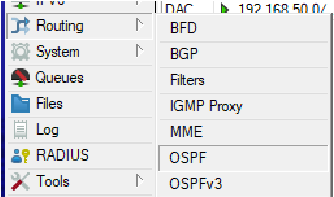 DAC 192.168.50.0/
Routing
System
Queues
Files
Log
RADIUS
Tools
BFD
BGP
Filters
IGMP Proxy
MME
OSPF
OSPFv3